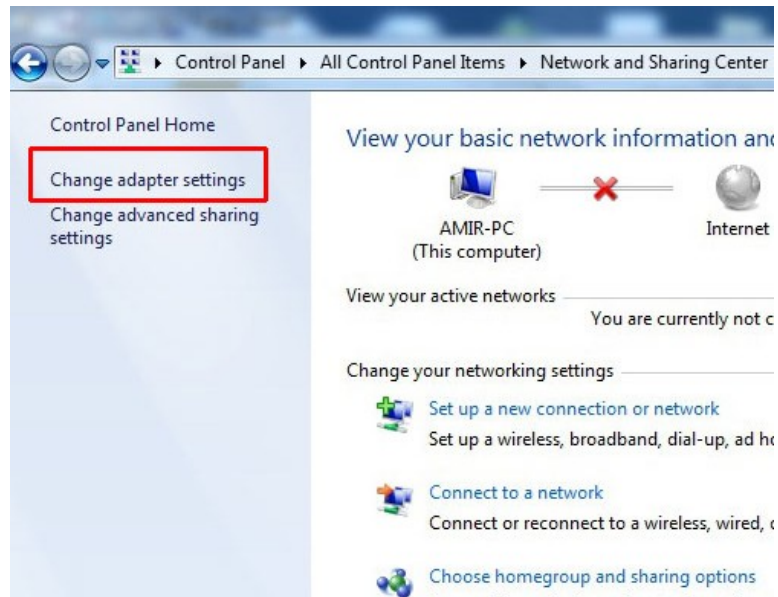 Control Panel ▸ All Control Panel Items ▸ Network and Sharing Center
Control Panel Home
Change adapter settings
Change advanced sharing
settings
View your basic network information and
AMIR-PC
(This computer)
Internet
View your active networks
You are currently not c
Change your networking settings
Set up a new connection or network
Set up a wireless, broadband, dial-up, ad ho
Connect to a network
Connect or reconnect to a wireless, wired,
Choose homegroup and sharing options